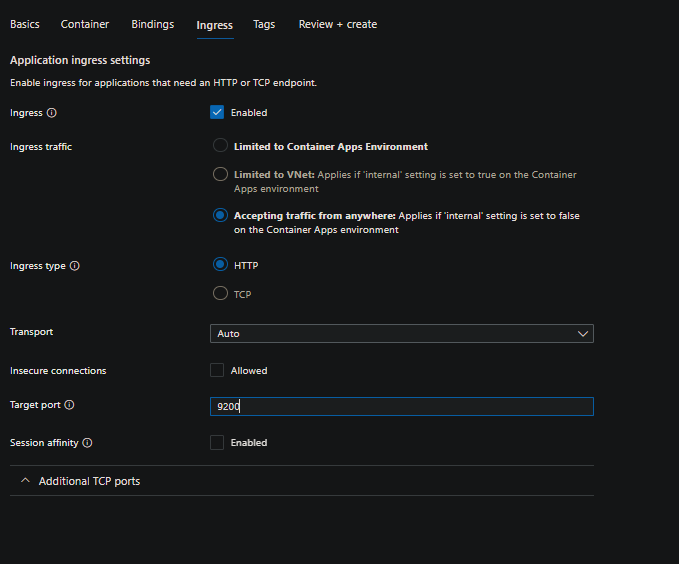 Basics Container Bindings Ingress Tags Review + create
Application ingress settings
Enable ingress for applications that need an HTTP or TCP endpoint.
Ingress Enabled
Ingress traffic Limited to Container Apps Environment
Limited to VNet: Applies if 'internal' setting is set to true on the Container
Apps environment
Accepting traffic from anywhere: Applies if 'internal' setting is set to false
on the Container Apps environment
Ingress type HTTP
TCP
Transport Auto
Insecure connections Allowed
Target port 9200
Session affinity Enabled
Additional TCP ports